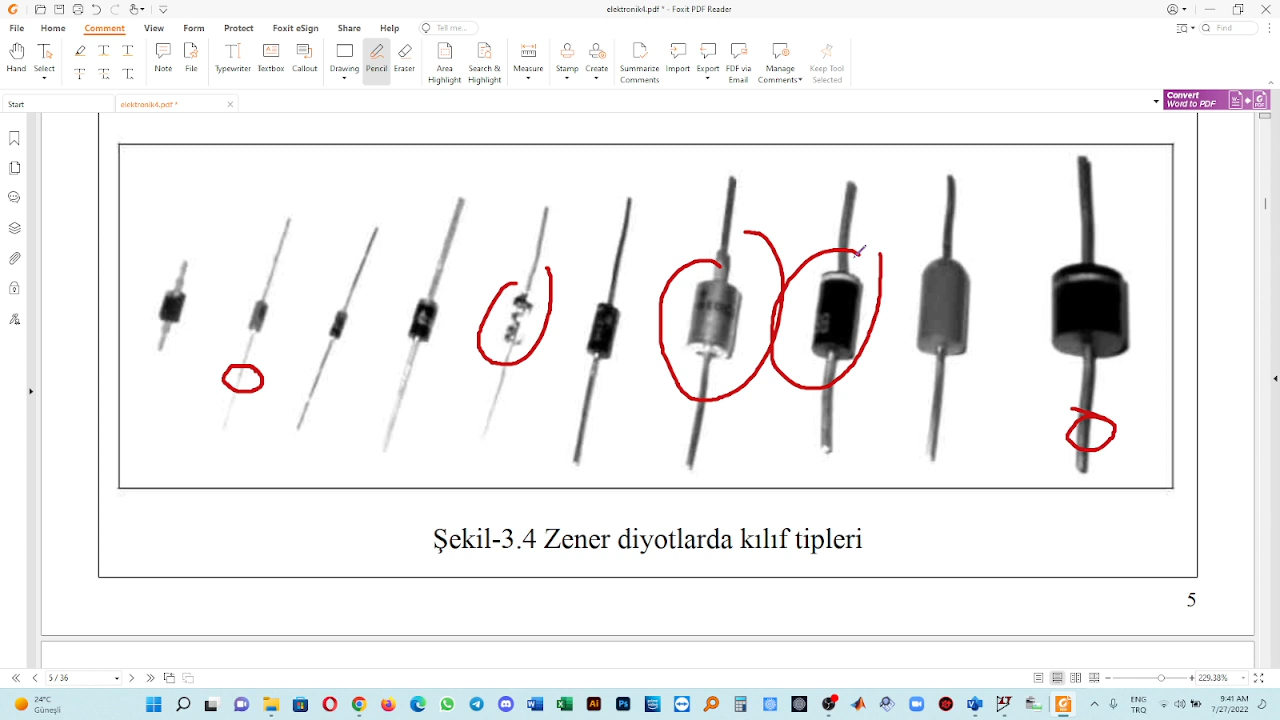 elektronik4.pdf * - Foxit PDF Reader
File Home Comment View Form Protect Foxit eSign Share Help Tell me... Find
Hand Select Note File Typewriter Textbox Callout Drawing Pencil Eraser Area Highlight Search & Highlight Measure Stamp Create Summarize Comments Import Export FDF via Email Manage Comments Keep Tool Selected
Start elektronik4.pdf * Convert Word to PDF
Şekil-3.4 Zener diyotlarda kılıf tipleri
5
5 / 36 229.38%
24°C
Güneşli
ENG
TRQ
9:41 AM
7/27/2022